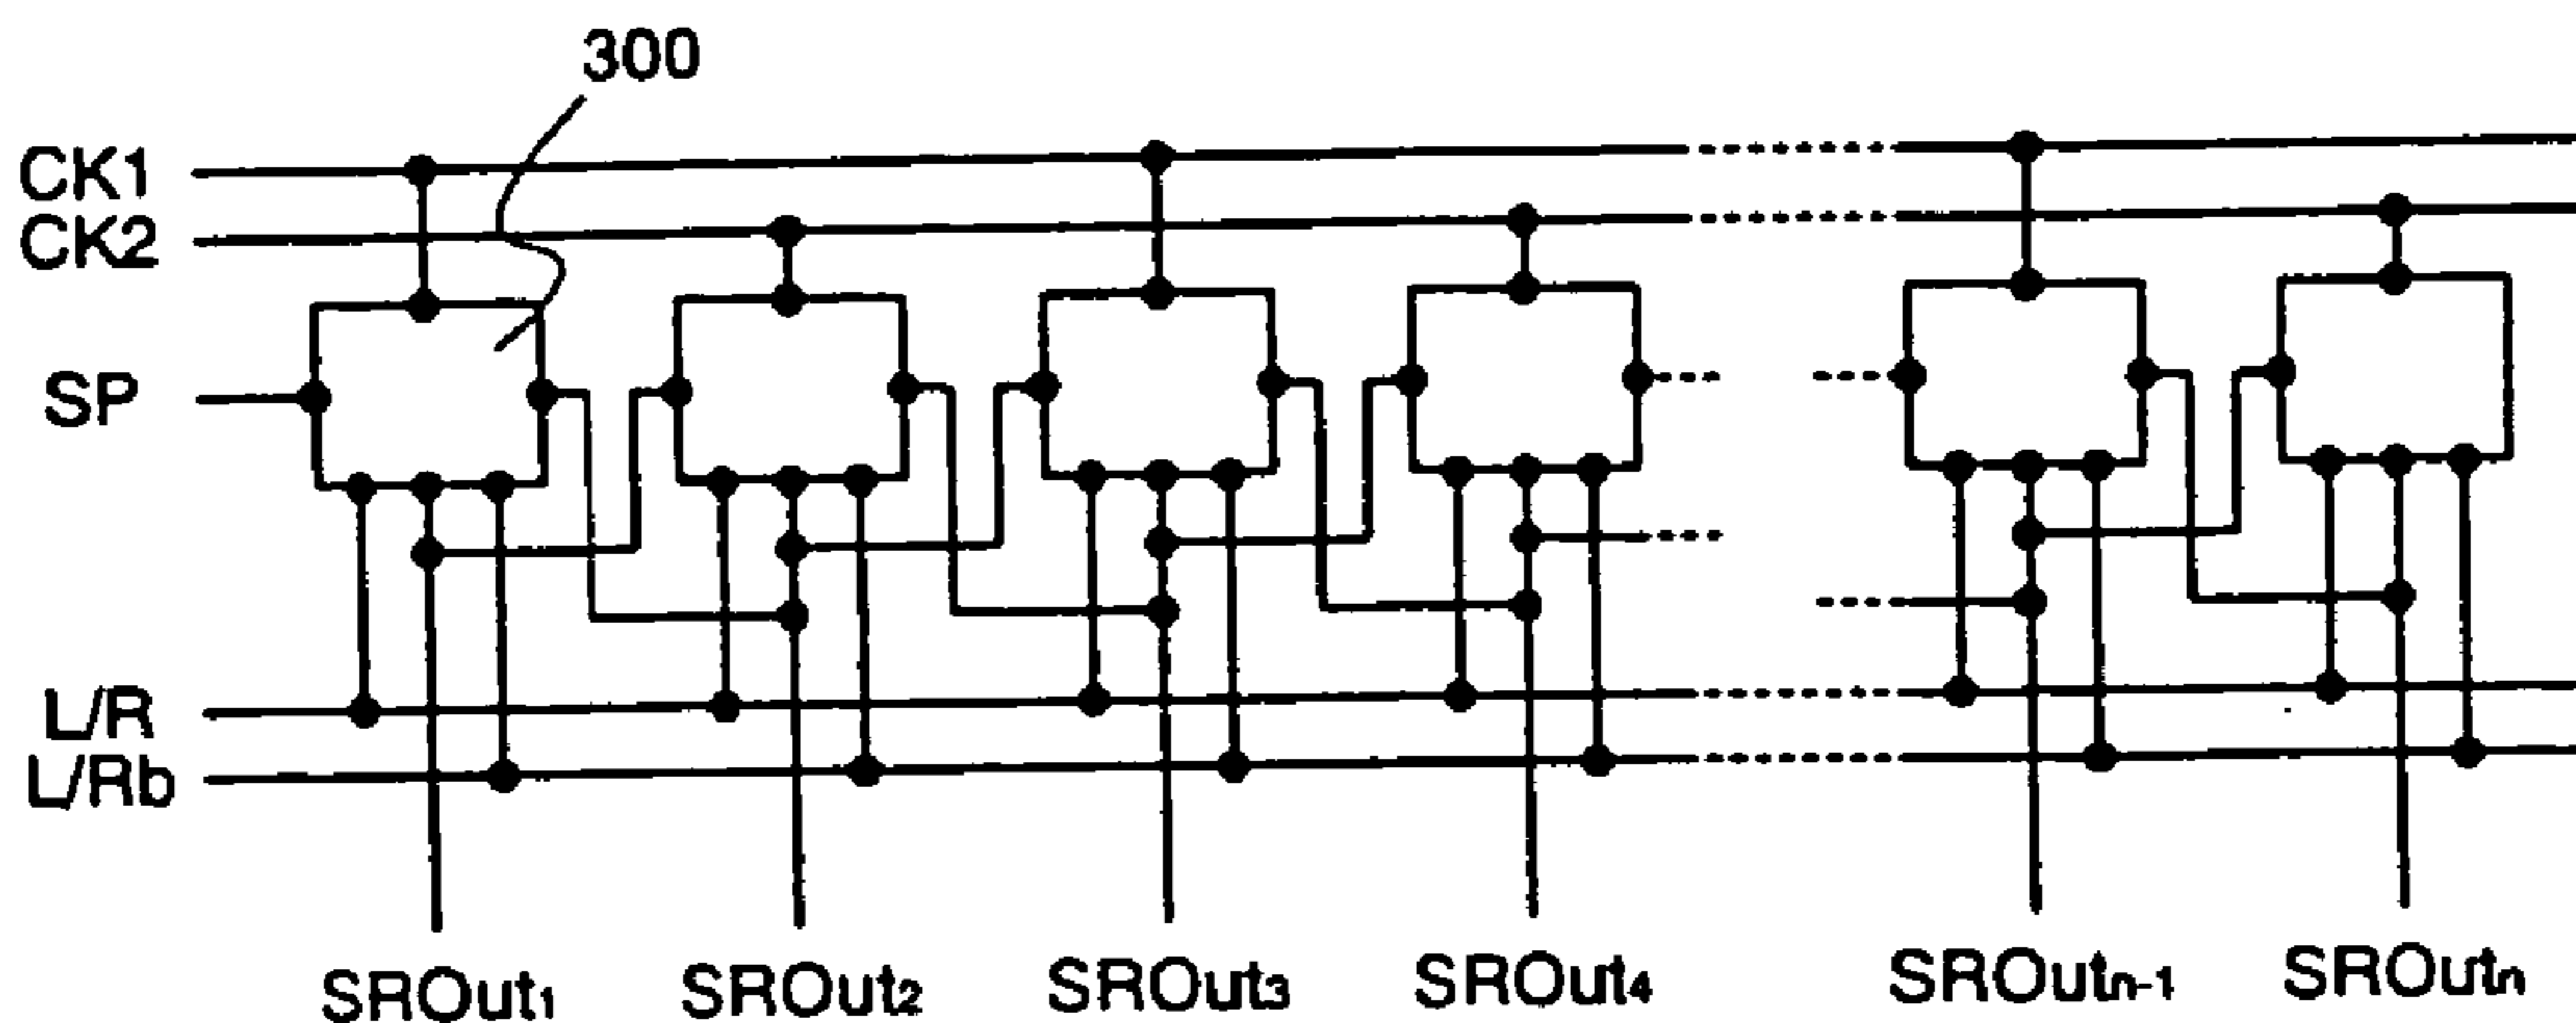 300
CK1
CK2
SP
L/R
L/Rb
SROut1 SROut2 SROut3 SROut4 SROutn-1 SROutn